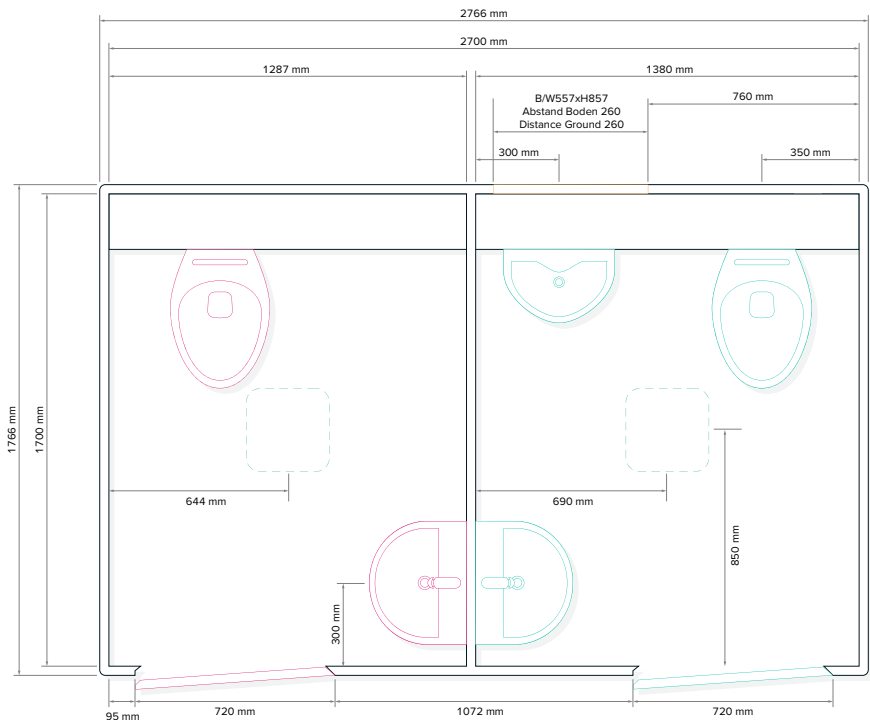 2766 mm
2700 mm
1287 mm
1380 mm
B/W557xH857
Abstand Boden 260
Distance Ground 260
760 mm
300 mm
350 mm
1766 mm
1700 mm
644 mm
690 mm
850 mm
300 mm
95 mm
720 mm
1072 mm
720 mm